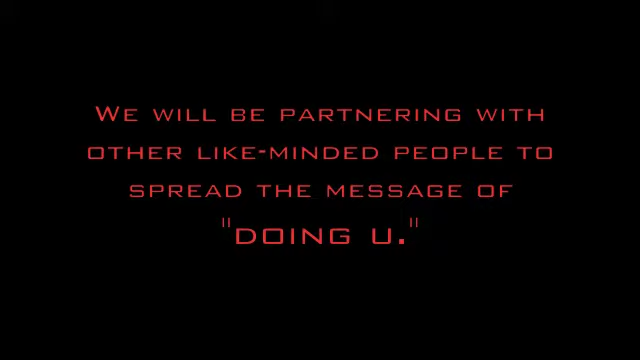 We will be partnering with
other like-minded people to
spread the message of
"doing u."